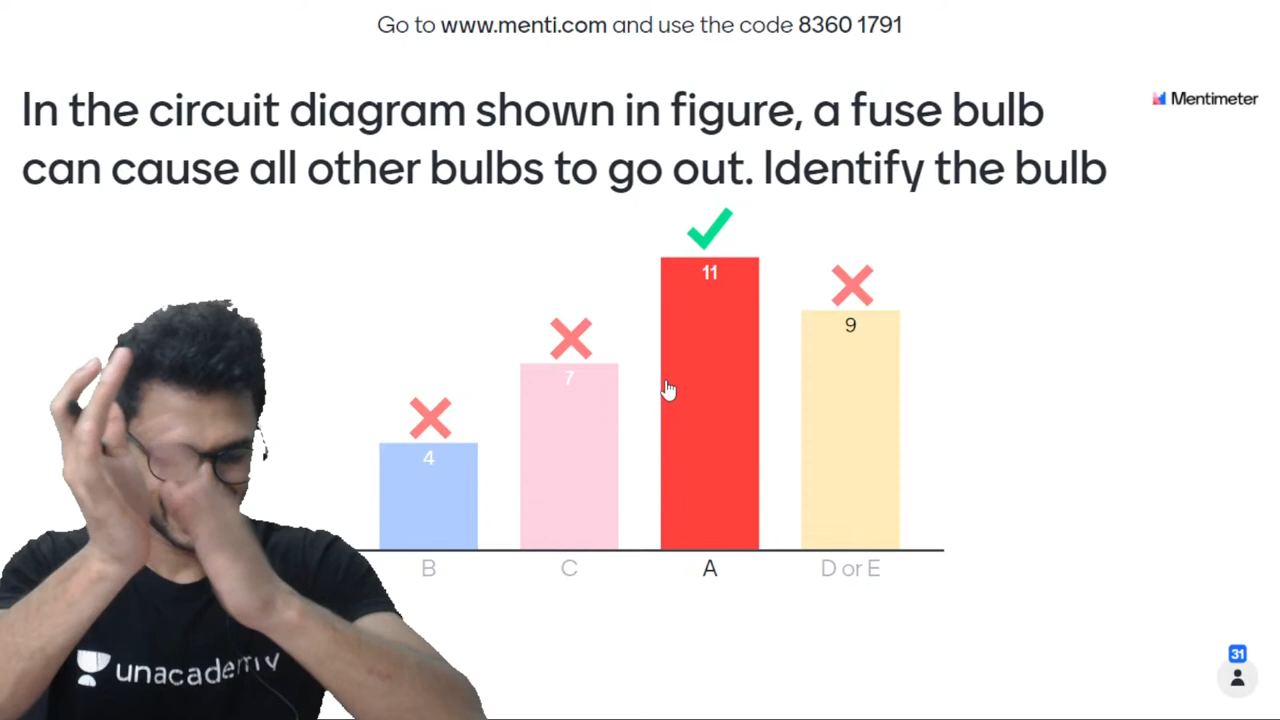 Go to www.menti.com and use the code 8360 1791
In the circuit diagram shown in figure, a fuse bulb
can cause all other bulbs to go out. Identify the bulb
Mentimeter
4
7
11
9
B
C
A
D or E
unacademy
31